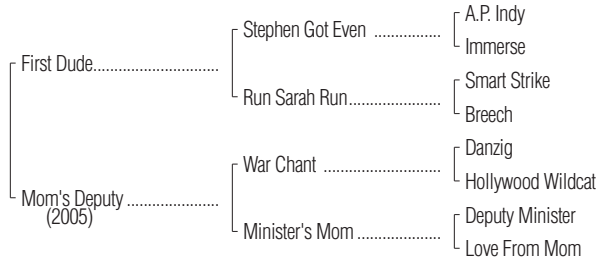 A.P. Indy
Stephen Got Even ................
Immerse
First Dude..............................
Smart Strike
Run Sarah Run......................
Breech
Danzig
War Chant ............................
Hollywood Wildcat
Mom's Deputy ......................
(2005)
Deputy Minister
Minister's Mom ....................
Love From Mom